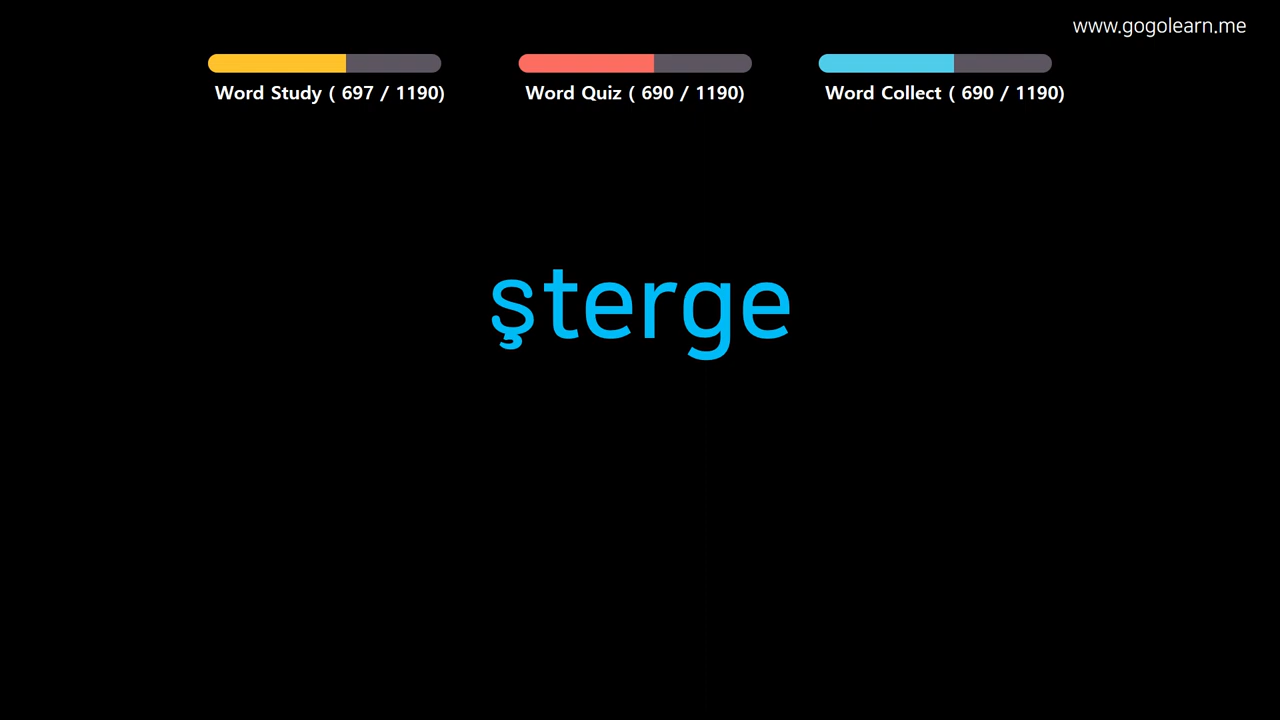 www.gogolearn.me
Word Study ( 697 / 1190)
Word Quiz ( 690 / 1190)
Word Collect ( 690 / 1190)
şterge